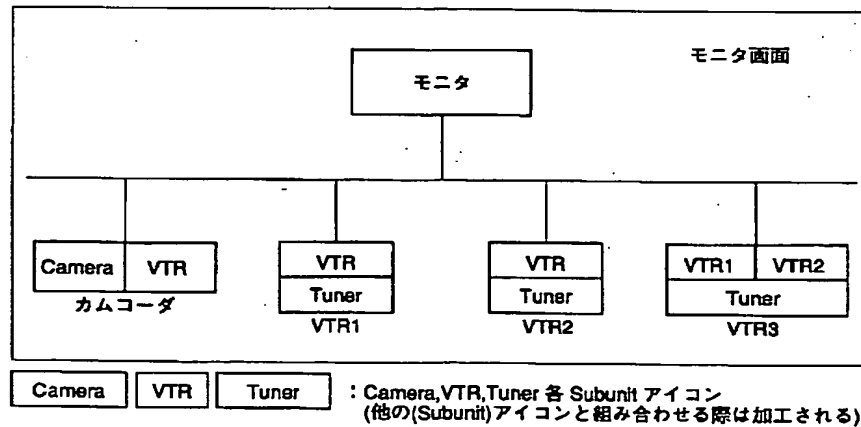 モニタ画面
モニタ
Camera VTR
カムコーダ
VTR
Tuner
VTR1
VTR
Tuner
VTR2
VTR1 VTR2
Tuner
VTR3
Camera VTR Tuner :Camera,VTR,Tuner 各 Subunit アイコン
(他の(Subunit)アイコンと組み合わせる際は加工される)